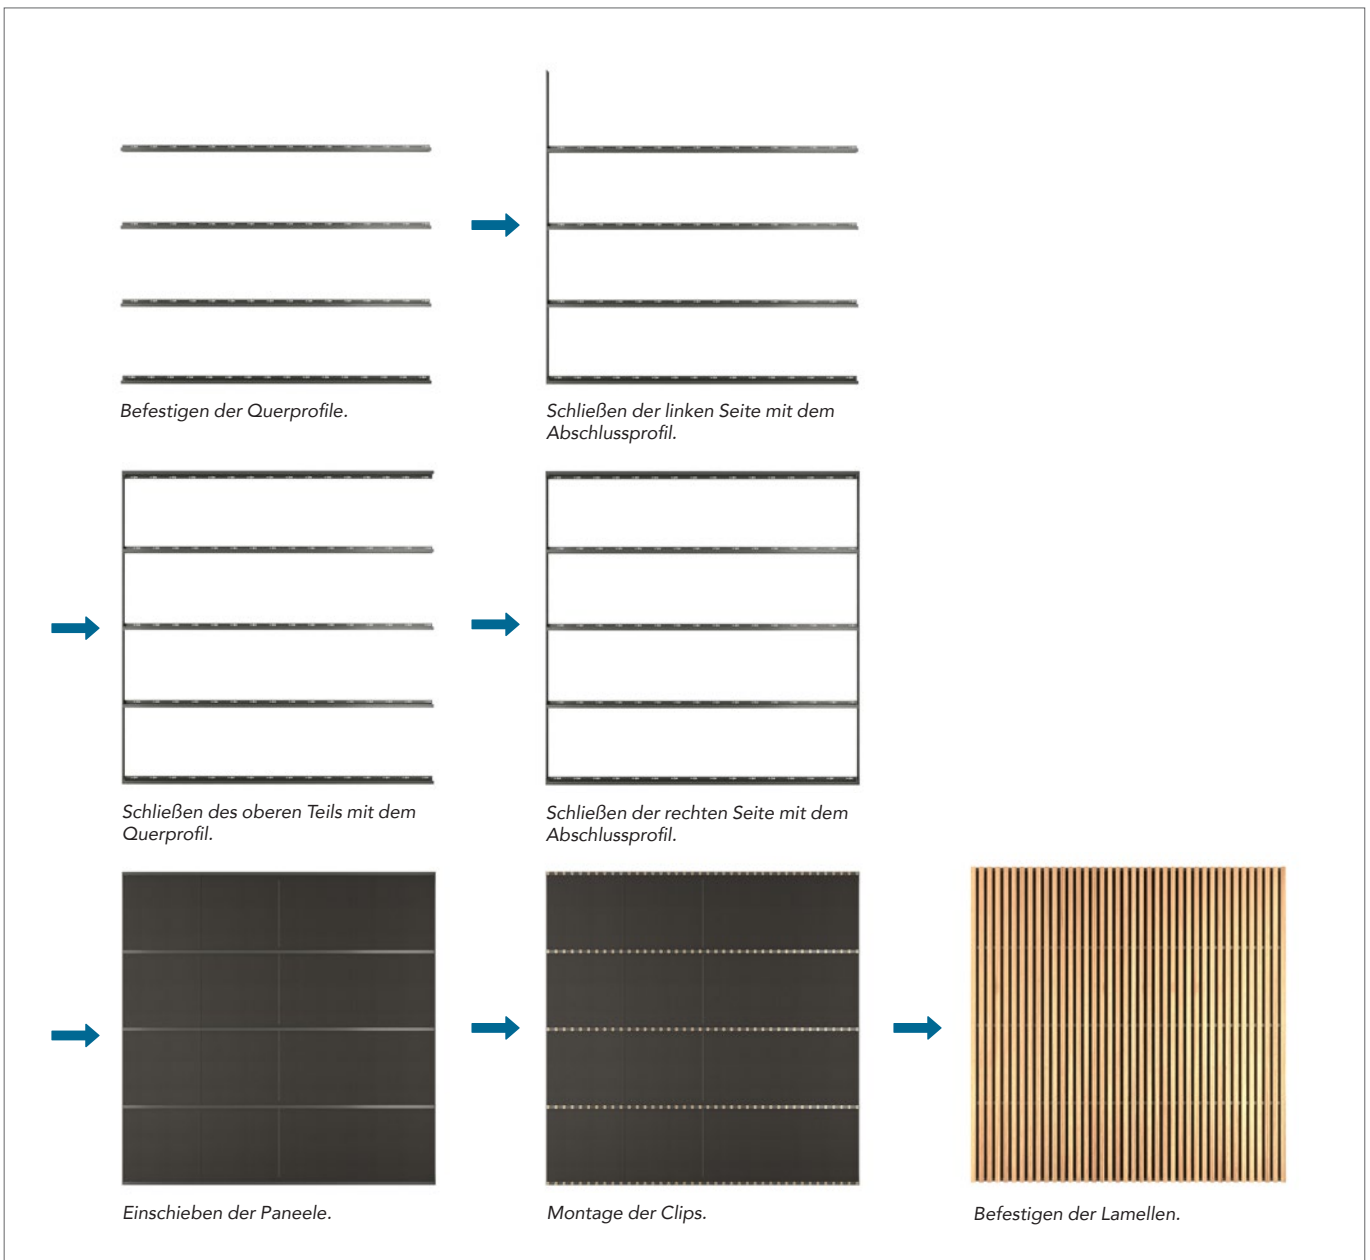 Befestigen der Querprofile.
Schließen der linken Seite mit dem
Abschlussprofil.
Schließen des oberen Teils mit dem
Querprofil.
Schließen der rechten Seite mit dem
Abschlussprofil.
Einschieben der Paneele.
Montage der Clips.
Befestigen der Lamellen.